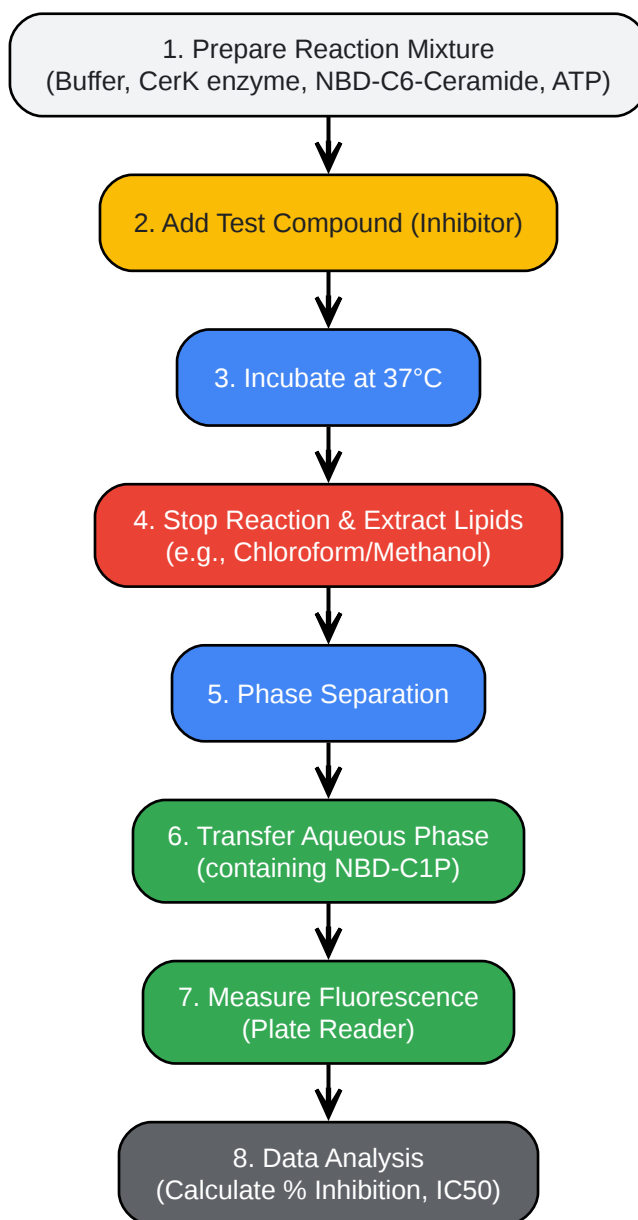 1. Prepare Reaction Mixture
(Buffer, CerK enzyme, NBD-C6-Ceramide, ATP)
2. Add Test Compound (Inhibitor)
3. Incubate at 37°C
4. Stop Reaction & Extract Lipids
(e.g., Chloroform/Methanol)
5. Phase Separation
6. Transfer Aqueous Phase
(containing NBD-C1P)
7. Measure Fluorescence
(Plate Reader)
8. Data Analysis
(Calculate % Inhibition, IC50)